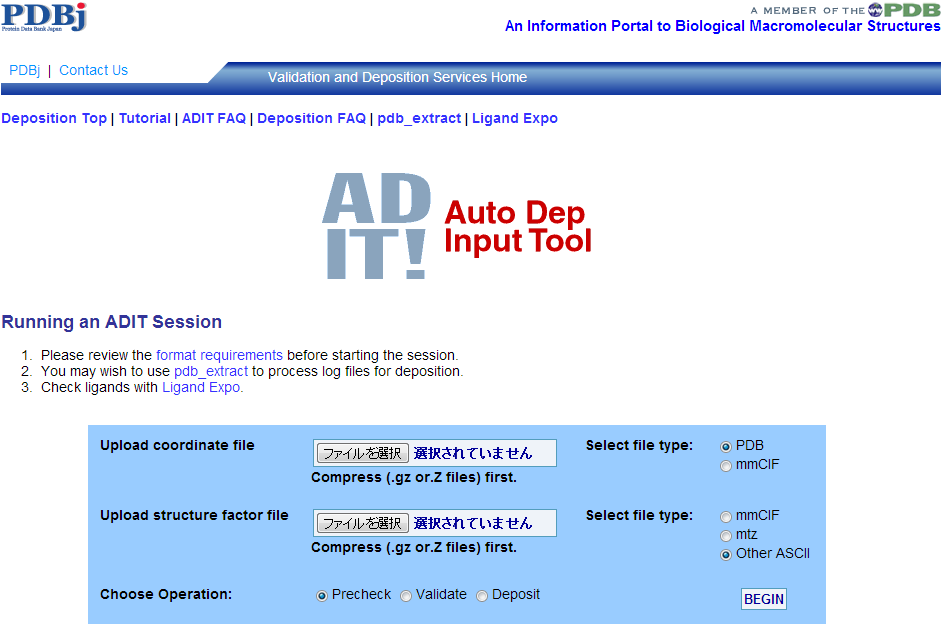 PDBj
Protein Data Bank Japan
A MEMBER OF THE PDB
An Information Portal to Biological Macromolecular Structures
PDBj | Contact Us
Validation and Deposition Services Home
Deposition Top | Tutorial | ADIT FAQ | Deposition FAQ | pdb_extract | Ligand Expo
AD
IT!
Auto Dep
Input Tool
Running an ADIT Session
1. Please review the format requirements before starting the session.
2. You may wish to use pdb_extract to process log files for deposition.
3. Check ligands with Ligand Expo.
Upload coordinate file ファイルを選択 選択されていません Select file type: PDB
mmCIF
Compress (.gz or.Z files) first.
Upload structure factor file ファイルを選択 選択されていません Select file type: mmCIF
mtz
Compress (.gz or.Z files) first.
Other ASCII
Choose Operation: Precheck Validate Deposit BEGIN